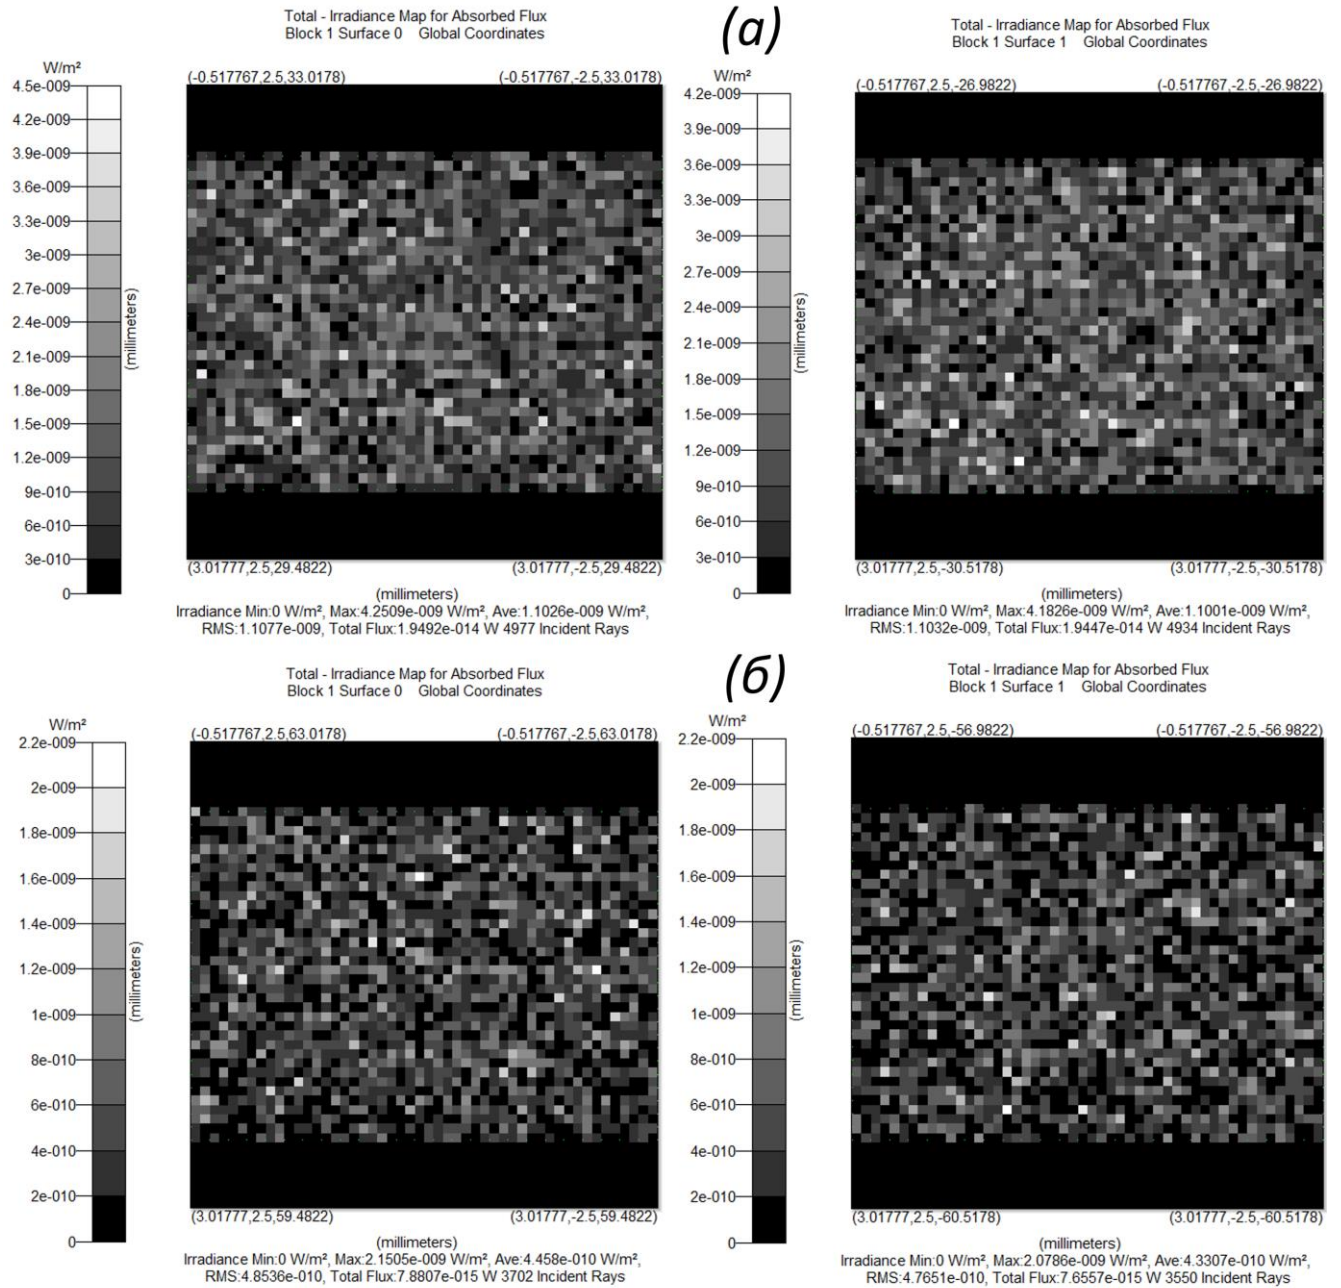 Total - Irradiance Map for Absorbed Flux
Block 1 Surface 0 Global Coordinates
(а)
Total - Irradiance Map for Absorbed Flux
Block 1 Surface 1 Global Coordinates
W/m²
4.5e-009
4.2e-009
3.9e-009
3.6e-009
3.3e-009
3e-009
2.7e-009
2.4e-009
2.1e-009
1.8e-009
1.5e-009
1.2e-009
9e-010
6e-010
3e-010
0
(millimeters)
(-0.517767,2.5,33.0178) (-0.517767,-2.5,33.0178)
(3.01777,2.5,29.4822) (3.01777,-2.5,29.4822)
(millimeters)
Irradiance Min:0 W/m², Max:4.2509e-009 W/m², Ave:1.1026e-009 W/m²,
RMS:1.1077e-009, Total Flux:1.9492e-014 W 4977 Incident Rays
W/m²
4.2e-009
3.9e-009
3.6e-009
3.3e-009
3e-009
2.7e-009
2.4e-009
2.1e-009
1.8e-009
1.5e-009
1.2e-009
9e-010
6e-010
3e-010
0
(millimeters)
(-0.517767,2.5,-26.9822) (-0.517767,-2.5,-26.9822)
(3.01777,2.5,-30.5178) (3.01777,-2.5,-30.5178)
(millimeters)
Irradiance Min:0 W/m², Max:4.1826e-009 W/m², Ave:1.1001e-009 W/m²,
RMS:1.1032e-009, Total Flux:1.9447e-014 W 4934 Incident Rays
Total - Irradiance Map for Absorbed Flux
Block 1 Surface 0 Global Coordinates
(б)
Total - Irradiance Map for Absorbed Flux
Block 1 Surface 1 Global Coordinates
W/m²
2.2e-009
2e-009
1.8e-009
1.6e-009
1.4e-009
1.2e-009
1e-009
8e-010
6e-010
4e-010
2e-010
0
(millimeters)
(-0.517767,2.5,63.0178) (-0.517767,-2.5,63.0178)
(3.01777,2.5,59.4822) (3.01777,-2.5,59.4822)
(millimeters)
Irradiance Min:0 W/m², Max:2.1505e-009 W/m², Ave:4.458e-010 W/m²,
RMS:4.8536e-010, Total Flux:7.8807e-015 W 3702 Incident Rays
W/m²
2.2e-009
2e-009
1.8e-009
1.6e-009
1.4e-009
1.2e-009
1e-009
8e-010
6e-010
4e-010
2e-010
0
(millimeters)
(-0.517767,2.5,-56.9822) (-0.517767,-2.5,-56.9822)
(3.01777,2.5,-60.5178) (3.01777,-2.5,-60.5178)
(millimeters)
Irradiance Min:0 W/m², Max:2.0786e-009 W/m², Ave:4.3307e-010 W/m²,
RMS:4.7651e-010, Total Flux:7.6557e-015 W 3550 Incident Rays